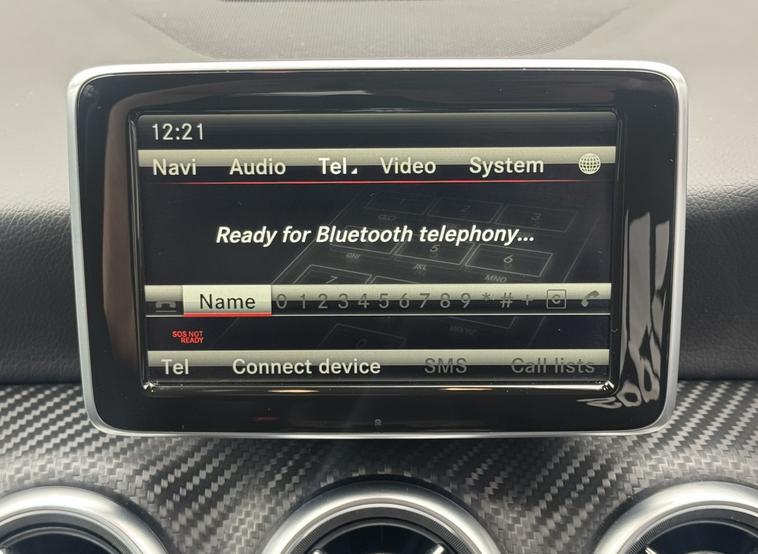 12:21
Navi Audio Tel Video System
Ready for Bluetooth telephony...
Name 0 1 2 3 4 5 6 7 8 9 * # +
SOS NOT
READY
Tel Connect device SMS Call lists